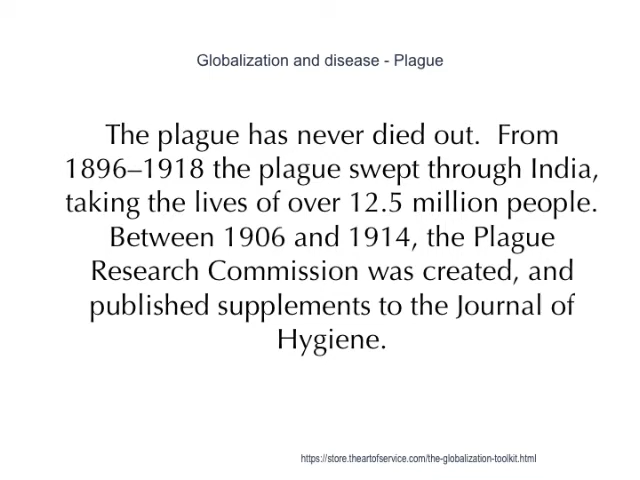 Globalization and disease - Plague
The plague has never died out.  From
1896–1918 the plague swept through India,
taking the lives of over 12.5 million people.
Between 1906 and 1914, the Plague
Research Commission was created, and
published supplements to the Journal of
Hygiene.
https://store.theartofservice.com/the-globalization-toolkit.html